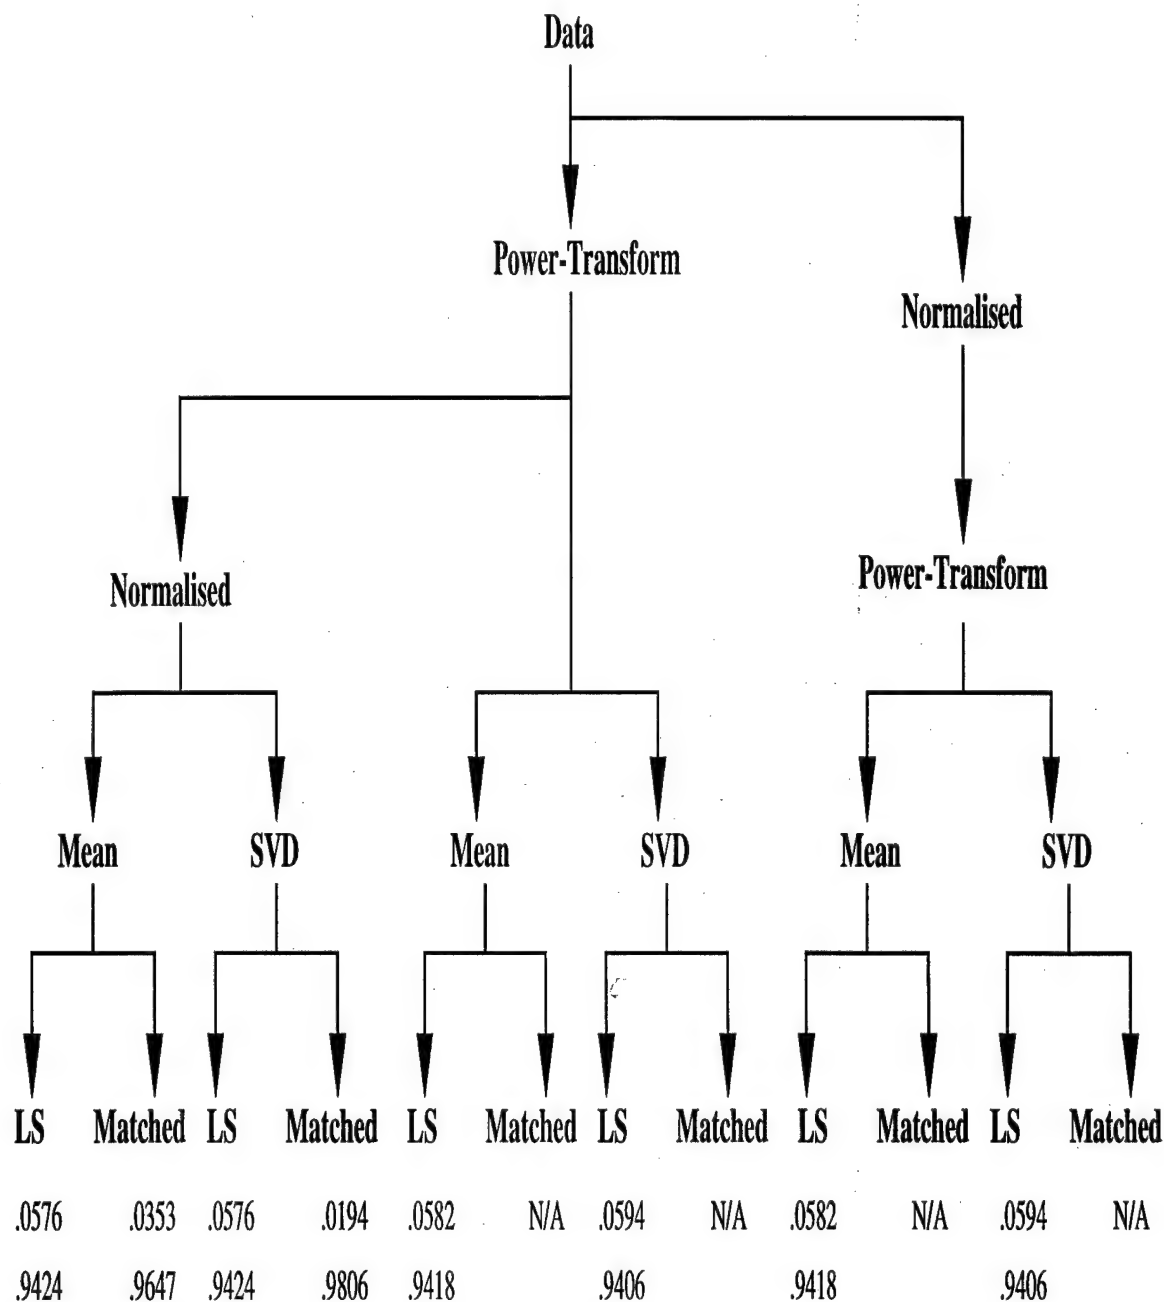 Data
Power-Transform
Normalised
Power-Transform
Normalised
Mean SVD Mean SVD Mean SVD
LS Matched LS Matched LS Matched LS Matched LS Matched LS Matched
.0576 .0353 .0576 .0194 .0582 N/A .0594 N/A .0582 N/A .0594 N/A
.9424 .9647 .9424 .9806 .9418 .9406 .9418 .9406